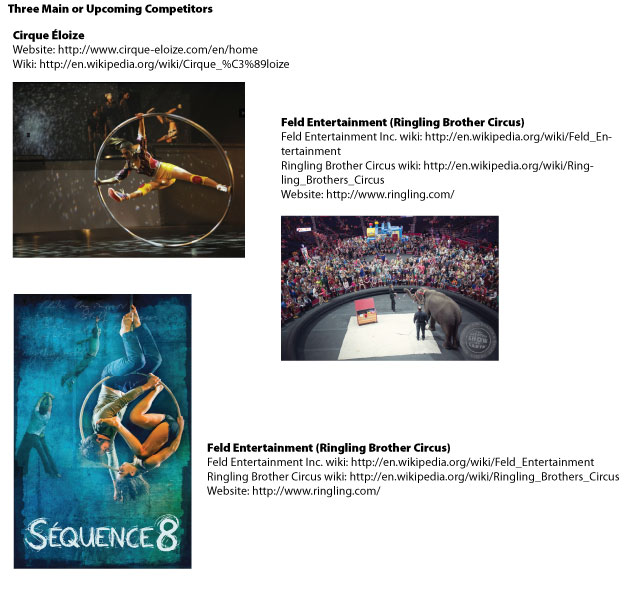 Three Main or Upcoming Competitors
Cirque Éloize
Website: http://www.cirque-eloize.com/en/home
Wiki: http://en.wikipedia.org/wiki/Cirque_%C3%89loize
Feld Entertainment (Ringling Brother Circus)
Feld Entertainment Inc. wiki: http://en.wikipedia.org/wiki/Feld_En-
tertainment
Ringling Brother Circus wiki: http://en.wikipedia.org/wiki/Ring-
ling_Brothers_Circus
Website: http://www.ringling.com/
SÉQUENCE 8
Feld Entertainment (Ringling Brother Circus)
Feld Entertainment Inc. wiki: http://en.wikipedia.org/wiki/Feld_Entertainment
Ringling Brother Circus wiki: http://en.wikipedia.org/wiki/Ringling_Brothers_Circus
Website: http://www.ringling.com/